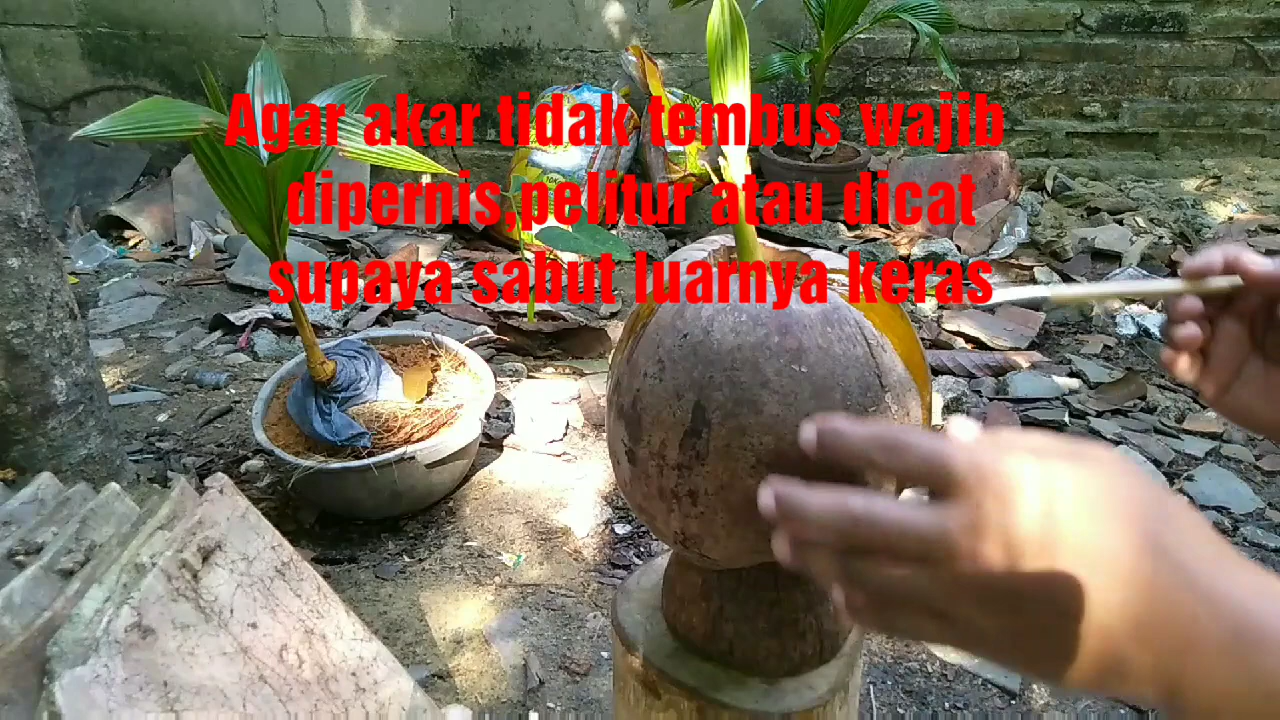 Agar akar tidak tembus wajib
dipernis,pelitur atau dicat
supaya sabut luarnya keras